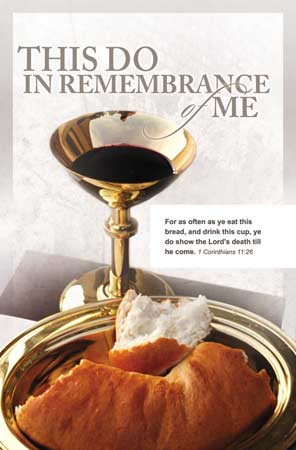 THIS DO
IN REMEMBRANCE
of ME
For as often as ye eat this
bread, and drink this cup, ye
do show the Lord's death till
he come. 1 Corinthians 11:26